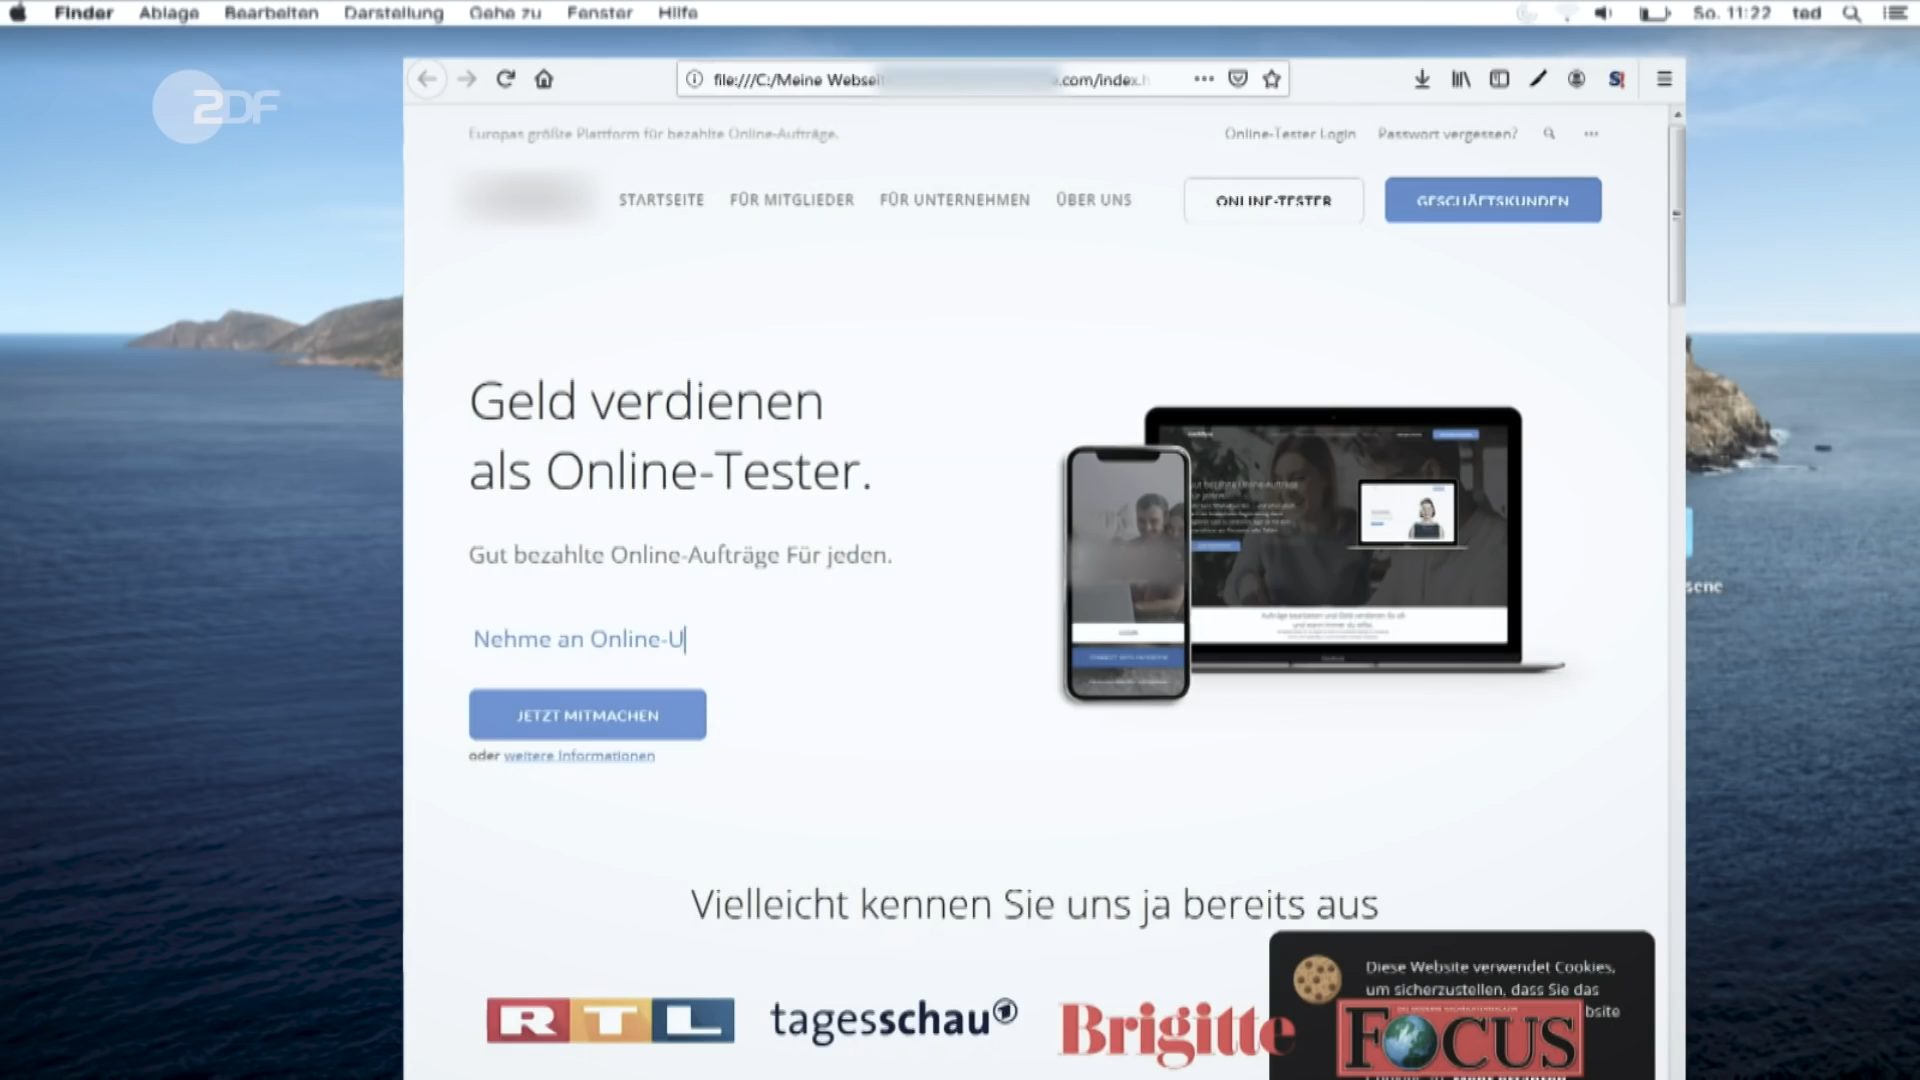 Finder Ablage Bearbeiten Darstellung Gehe zu Fenster Hilfe
So. 11:22 ted
ZDF
file:///C:/Meine Webseit
.com/index.h
S!
Europas größte Plattform für bezahlte Online-Aufträge.
Online-Tester Login Passwort vergessen?
STARTSEITE FÜR MITGLIEDER FÜR UNTERNEHMEN ÜBER UNS
ONLINE-TESTER
GESCHÄFTSKUNDEN
Geld verdienen
als Online-Tester.
Gut bezahlte Online-Aufträge Für jeden.
Nehme an Online-U
JETZT MITMACHEN
oder weitere Informationen
sene
Vielleicht kennen Sie uns ja bereits aus
RTL
tagesschau
Brigitte
FOCUS
Diese Website verwendet Cookies,
um sicherzustellen, dass Sie das
bsite